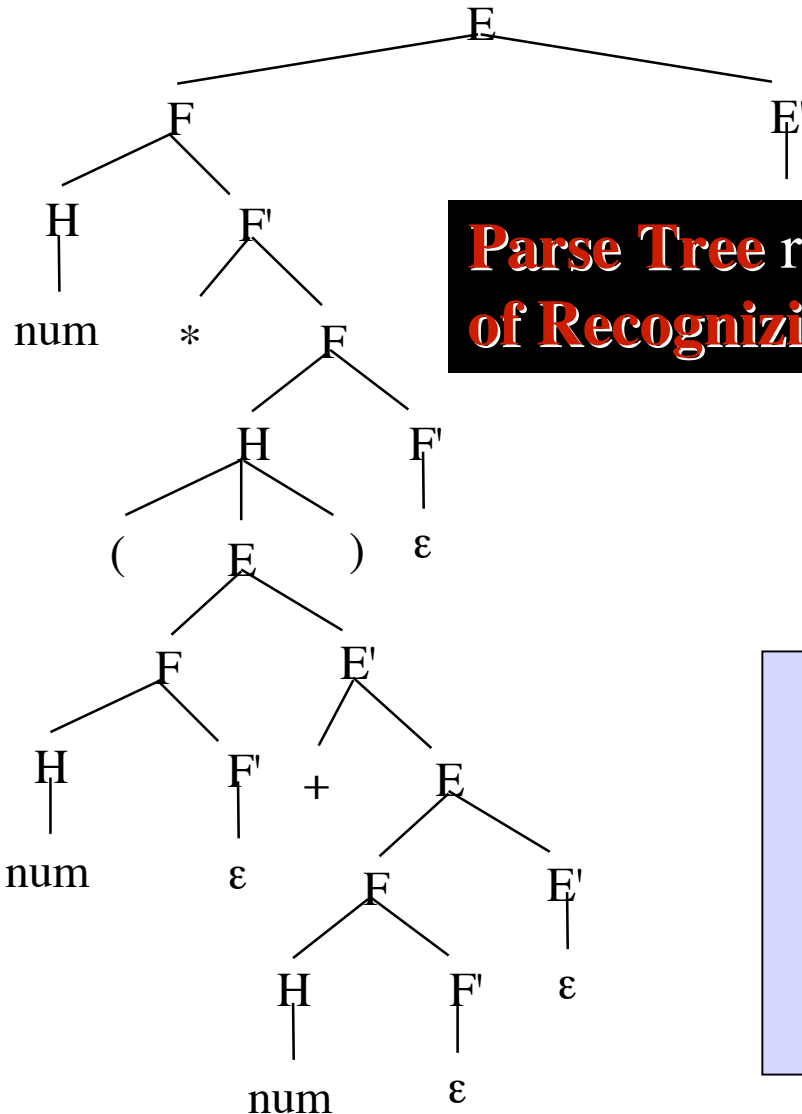 E
F E'
H F'
Parse Tree r
num * F
of Recognizi
H F'
( E ) ε
F E'
H F' + E
num ε F E'
H F' ε
num ε